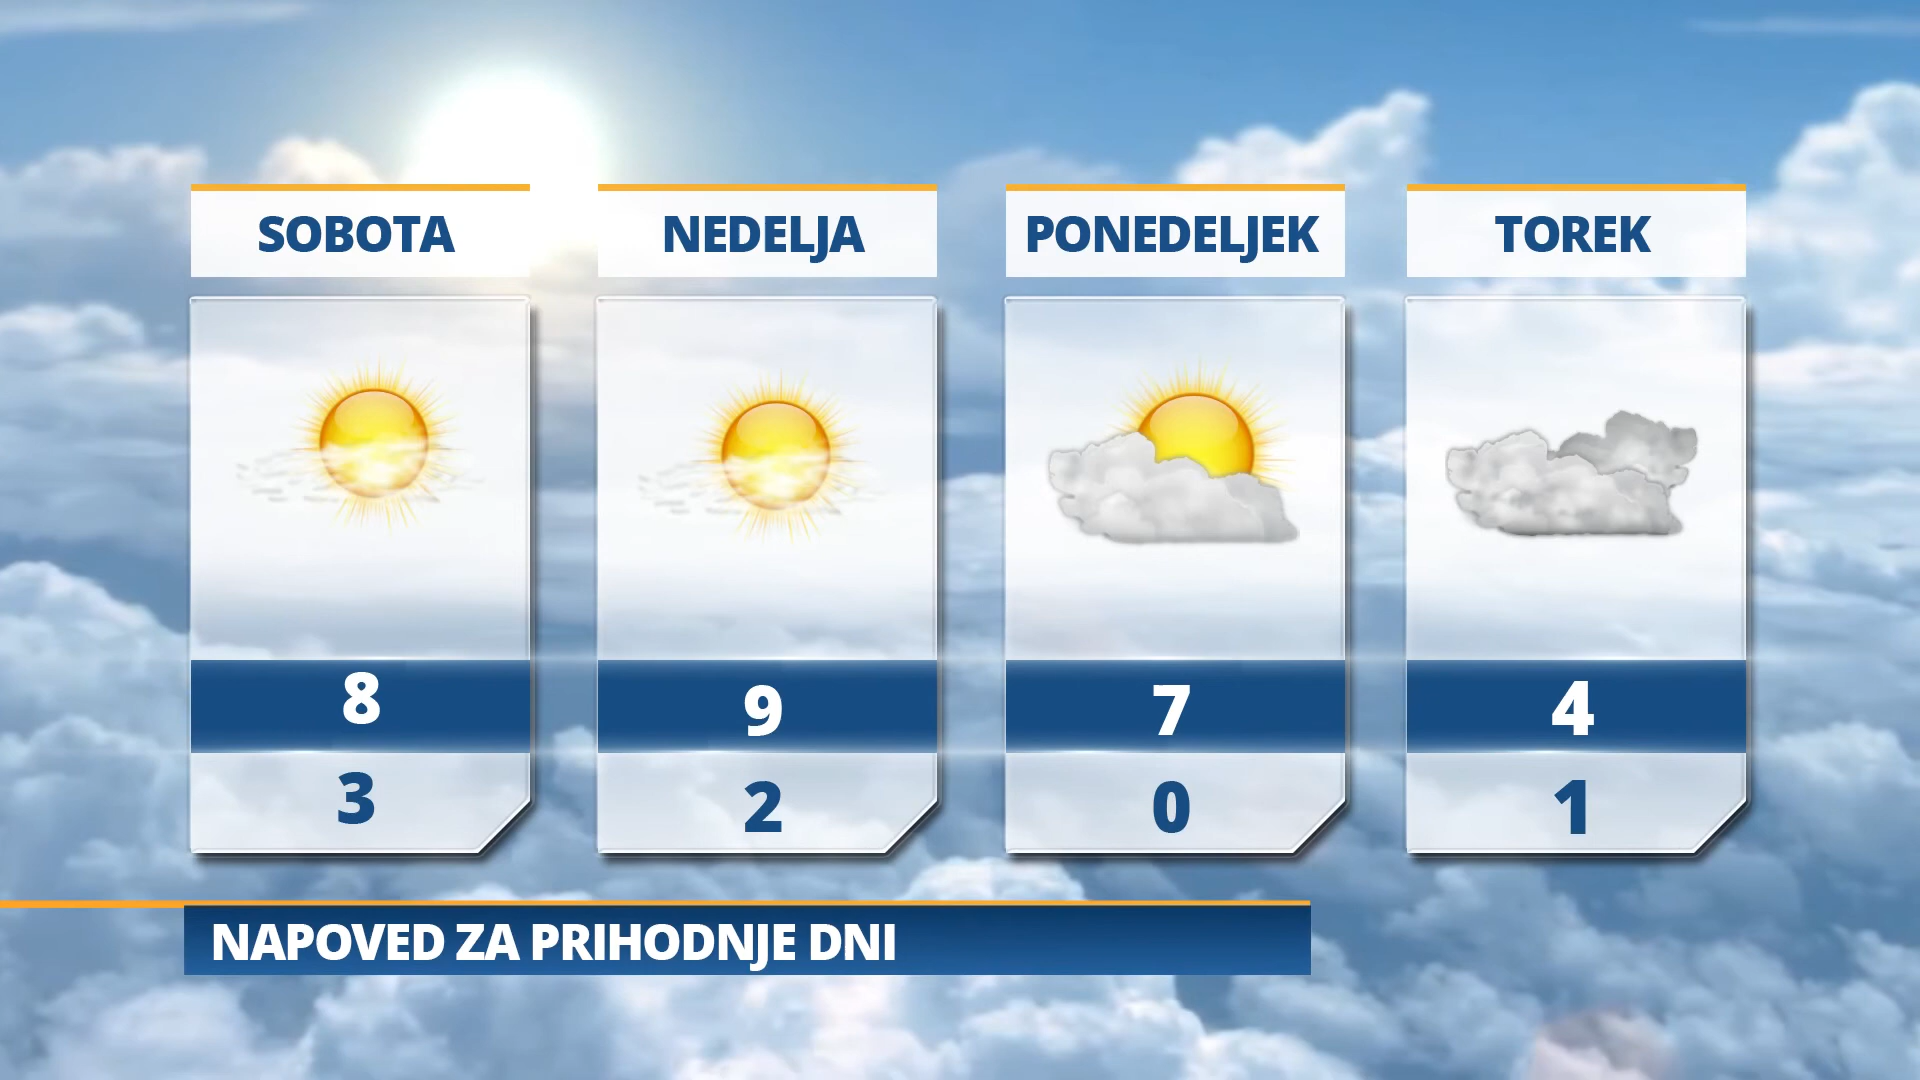 SOBOTA NEDELJA PONEDELJEK TOREK
8 9 7 4
3 2 0 1
NAPOVED ZA PRIHODNJE DNI